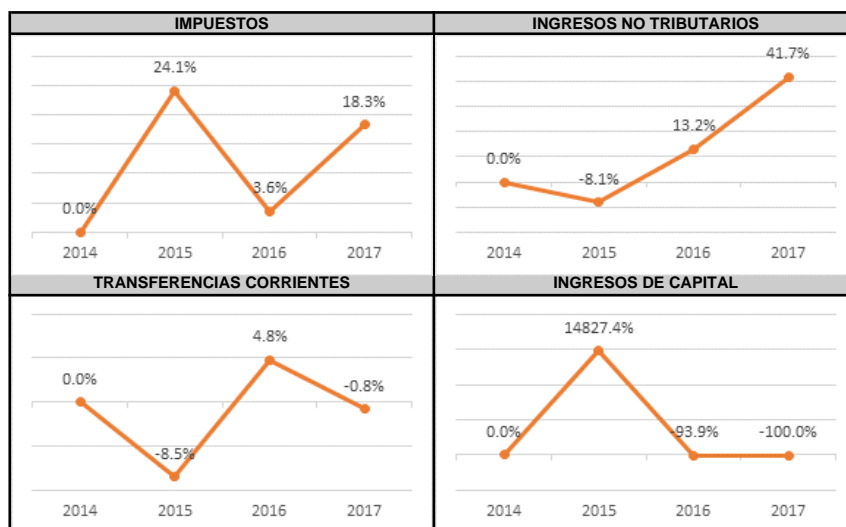 IMPUESTOS
24.1%
18.3%
3.6%
0.0%
2014 2015 2016 2017
INGRESOS NO TRIBUTARIOS
41.7%
13.2%
0.0%
-8.1%
2014 2015 2016 2017
TRANSFERENCIAS CORRIENTES
4.8%
0.0%
-0.8%
-8.5%
2014 2015 2016 2017
INGRESOS DE CAPITAL
14827.4%
0.0% -93.9% -100.0%
2014 2015 2016 2017